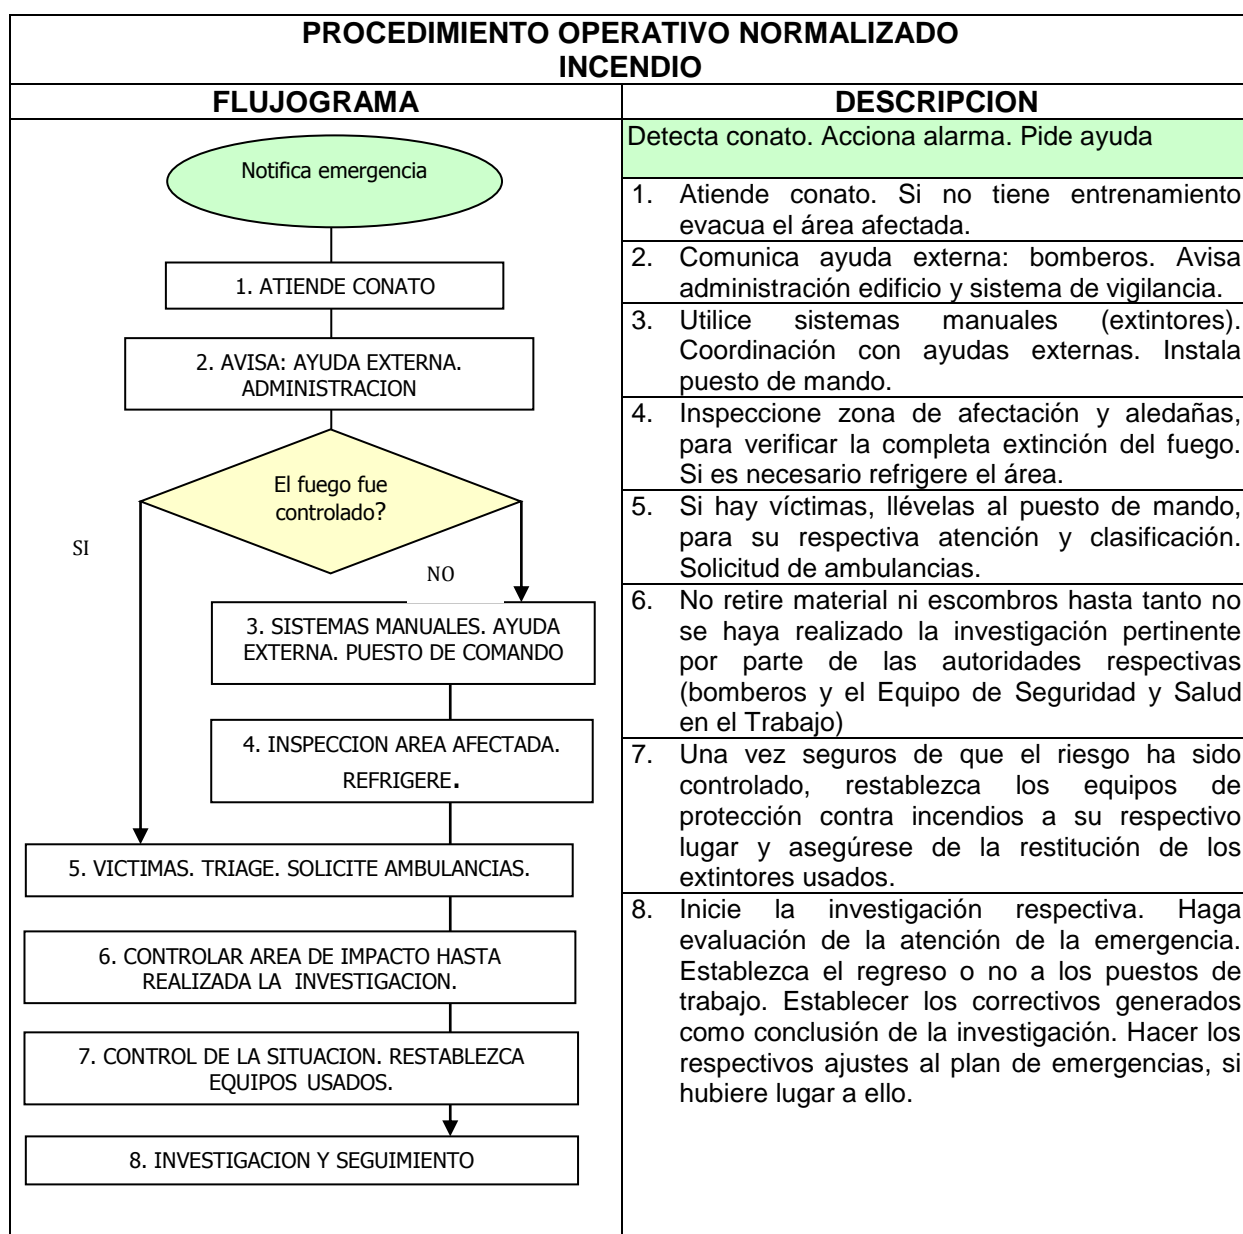 PROCEDIMIENTO OPERATIVO NORMALIZADO
INCENDIO
FLUJOGRAMA
Notifica emergencia
1. ATIENDE CONATO
2. AVISA: AYUDA EXTERNA.
ADMINISTRACION
El fuego fue
controlado?
SI
NO
3. SISTEMAS MANUALES. AYUDA
EXTERNA. PUESTO DE COMANDO
4. INSPECCION AREA AFECTADA.
REFRIGERE.
5. VICTIMAS. TRIAGE. SOLICITE AMBULANCIAS.
6. CONTROLAR AREA DE IMPACTO HASTA
REALIZADA LA INVESTIGACION.
7. CONTROL DE LA SITUACION. RESTABLEZCA
EQUIPOS USADOS.
8. INVESTIGACION Y SEGUIMIENTO
DESCRIPCION
Detecta conato. Acciona alarma. Pide ayuda
1. Atiende conato. Si no tiene entrenamiento
evacua el área afectada.
2. Comunica ayuda externa: bomberos. Avisa
administración edificio y sistema de vigilancia.
3. Utilice sistemas manuales (extintores).
Coordinación con ayudas externas. Instala
puesto de mando.
4. Inspeccione zona de afectación y aledañas,
para verificar la completa extinción del fuego.
Si es necesario refrigere el área.
5. Si hay víctimas, llévelas al puesto de mando,
para su respectiva atención y clasificación.
Solicitud de ambulancias.
6. No retire material ni escombros hasta tanto no
se haya realizado la investigación pertinente
por parte de las autoridades respectivas
(bomberos y el Equipo de Seguridad y Salud
en el Trabajo)
7. Una vez seguros de que el riesgo ha sido
controlado, restablezca los equipos de
protección contra incendios a su respectivo
lugar y asegúrese de la restitución de los
extintores usados.
8. Inicie la investigación respectiva. Haga
evaluación de la atención de la emergencia.
Establezca el regreso o no a los puestos de
trabajo. Establecer los correctivos generados
como conclusión de la investigación. Hacer los
respectivos ajustes al plan de emergencias, si
hubiere lugar a ello.